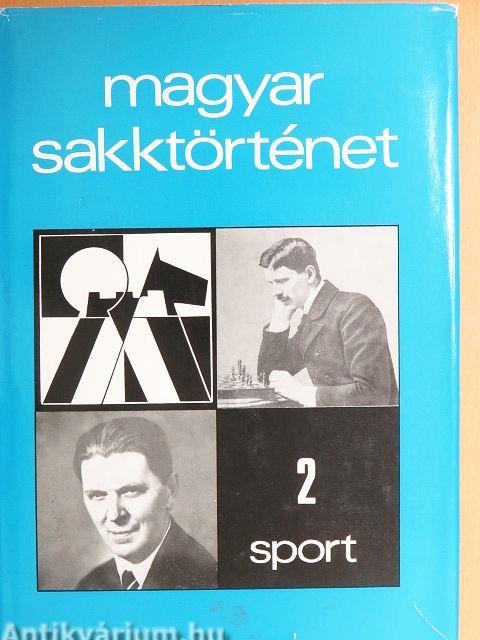 magyar
sakktörténet
2
sport
Antikvárium.hu